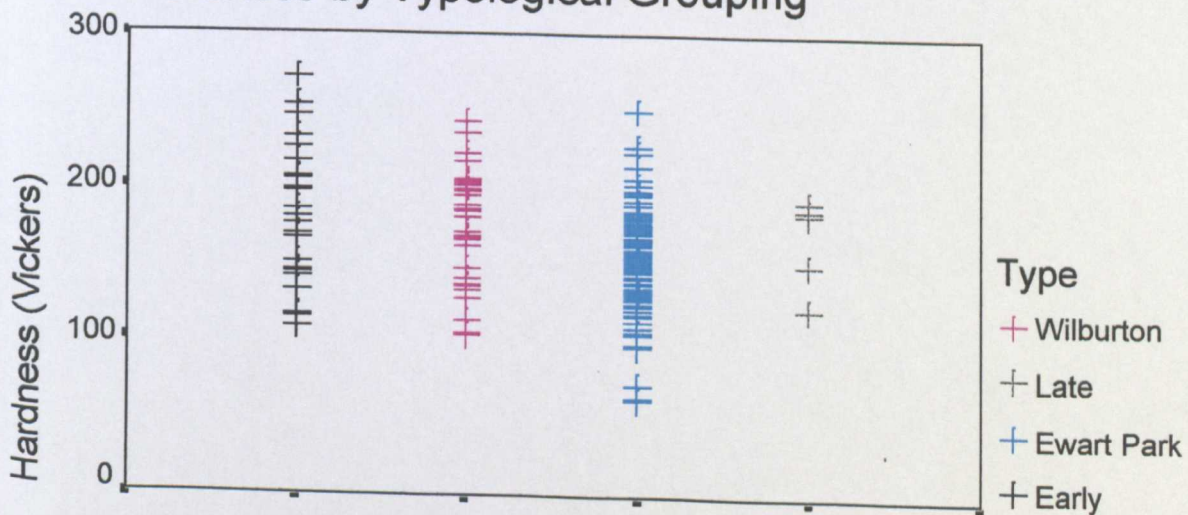 by Typological Grouping
300
200
100
0
Hardness (Vickers)
Type
Wilburton
Late
Ewart Park
Early